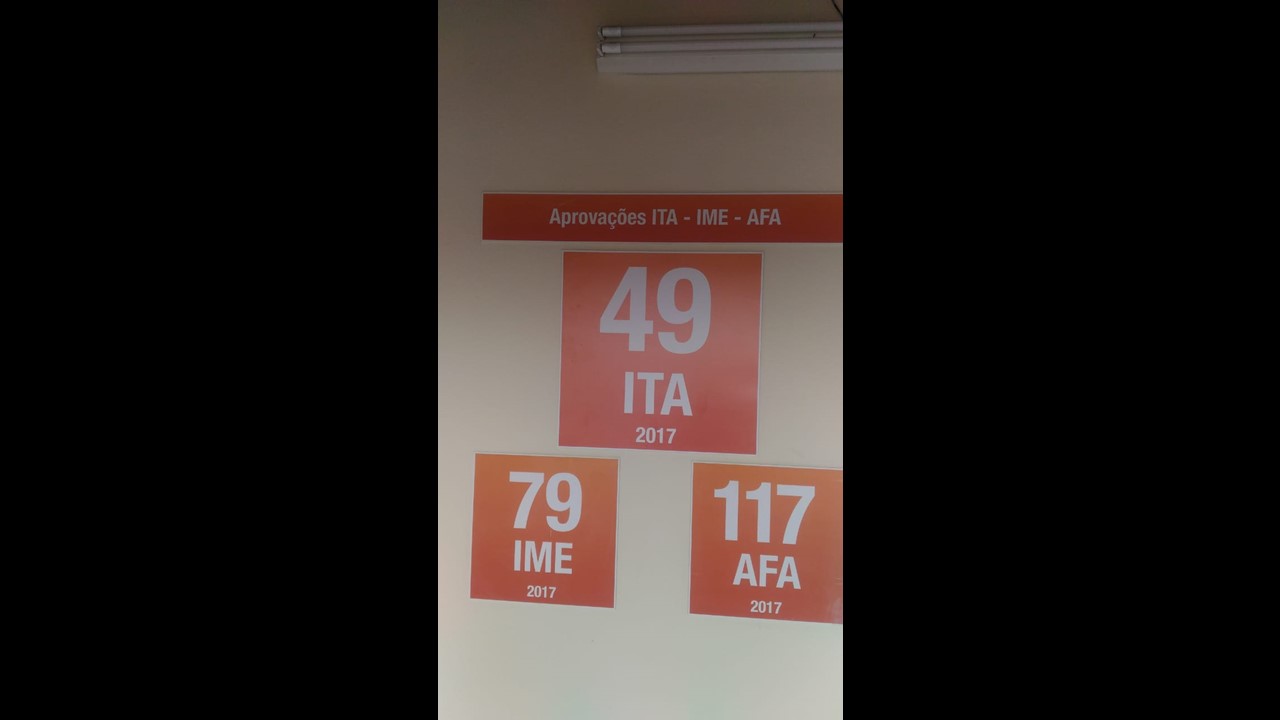 Aprovações ITA - IME - AFA
49
ITA
2017
79
IME
2017
117
AFA
2017